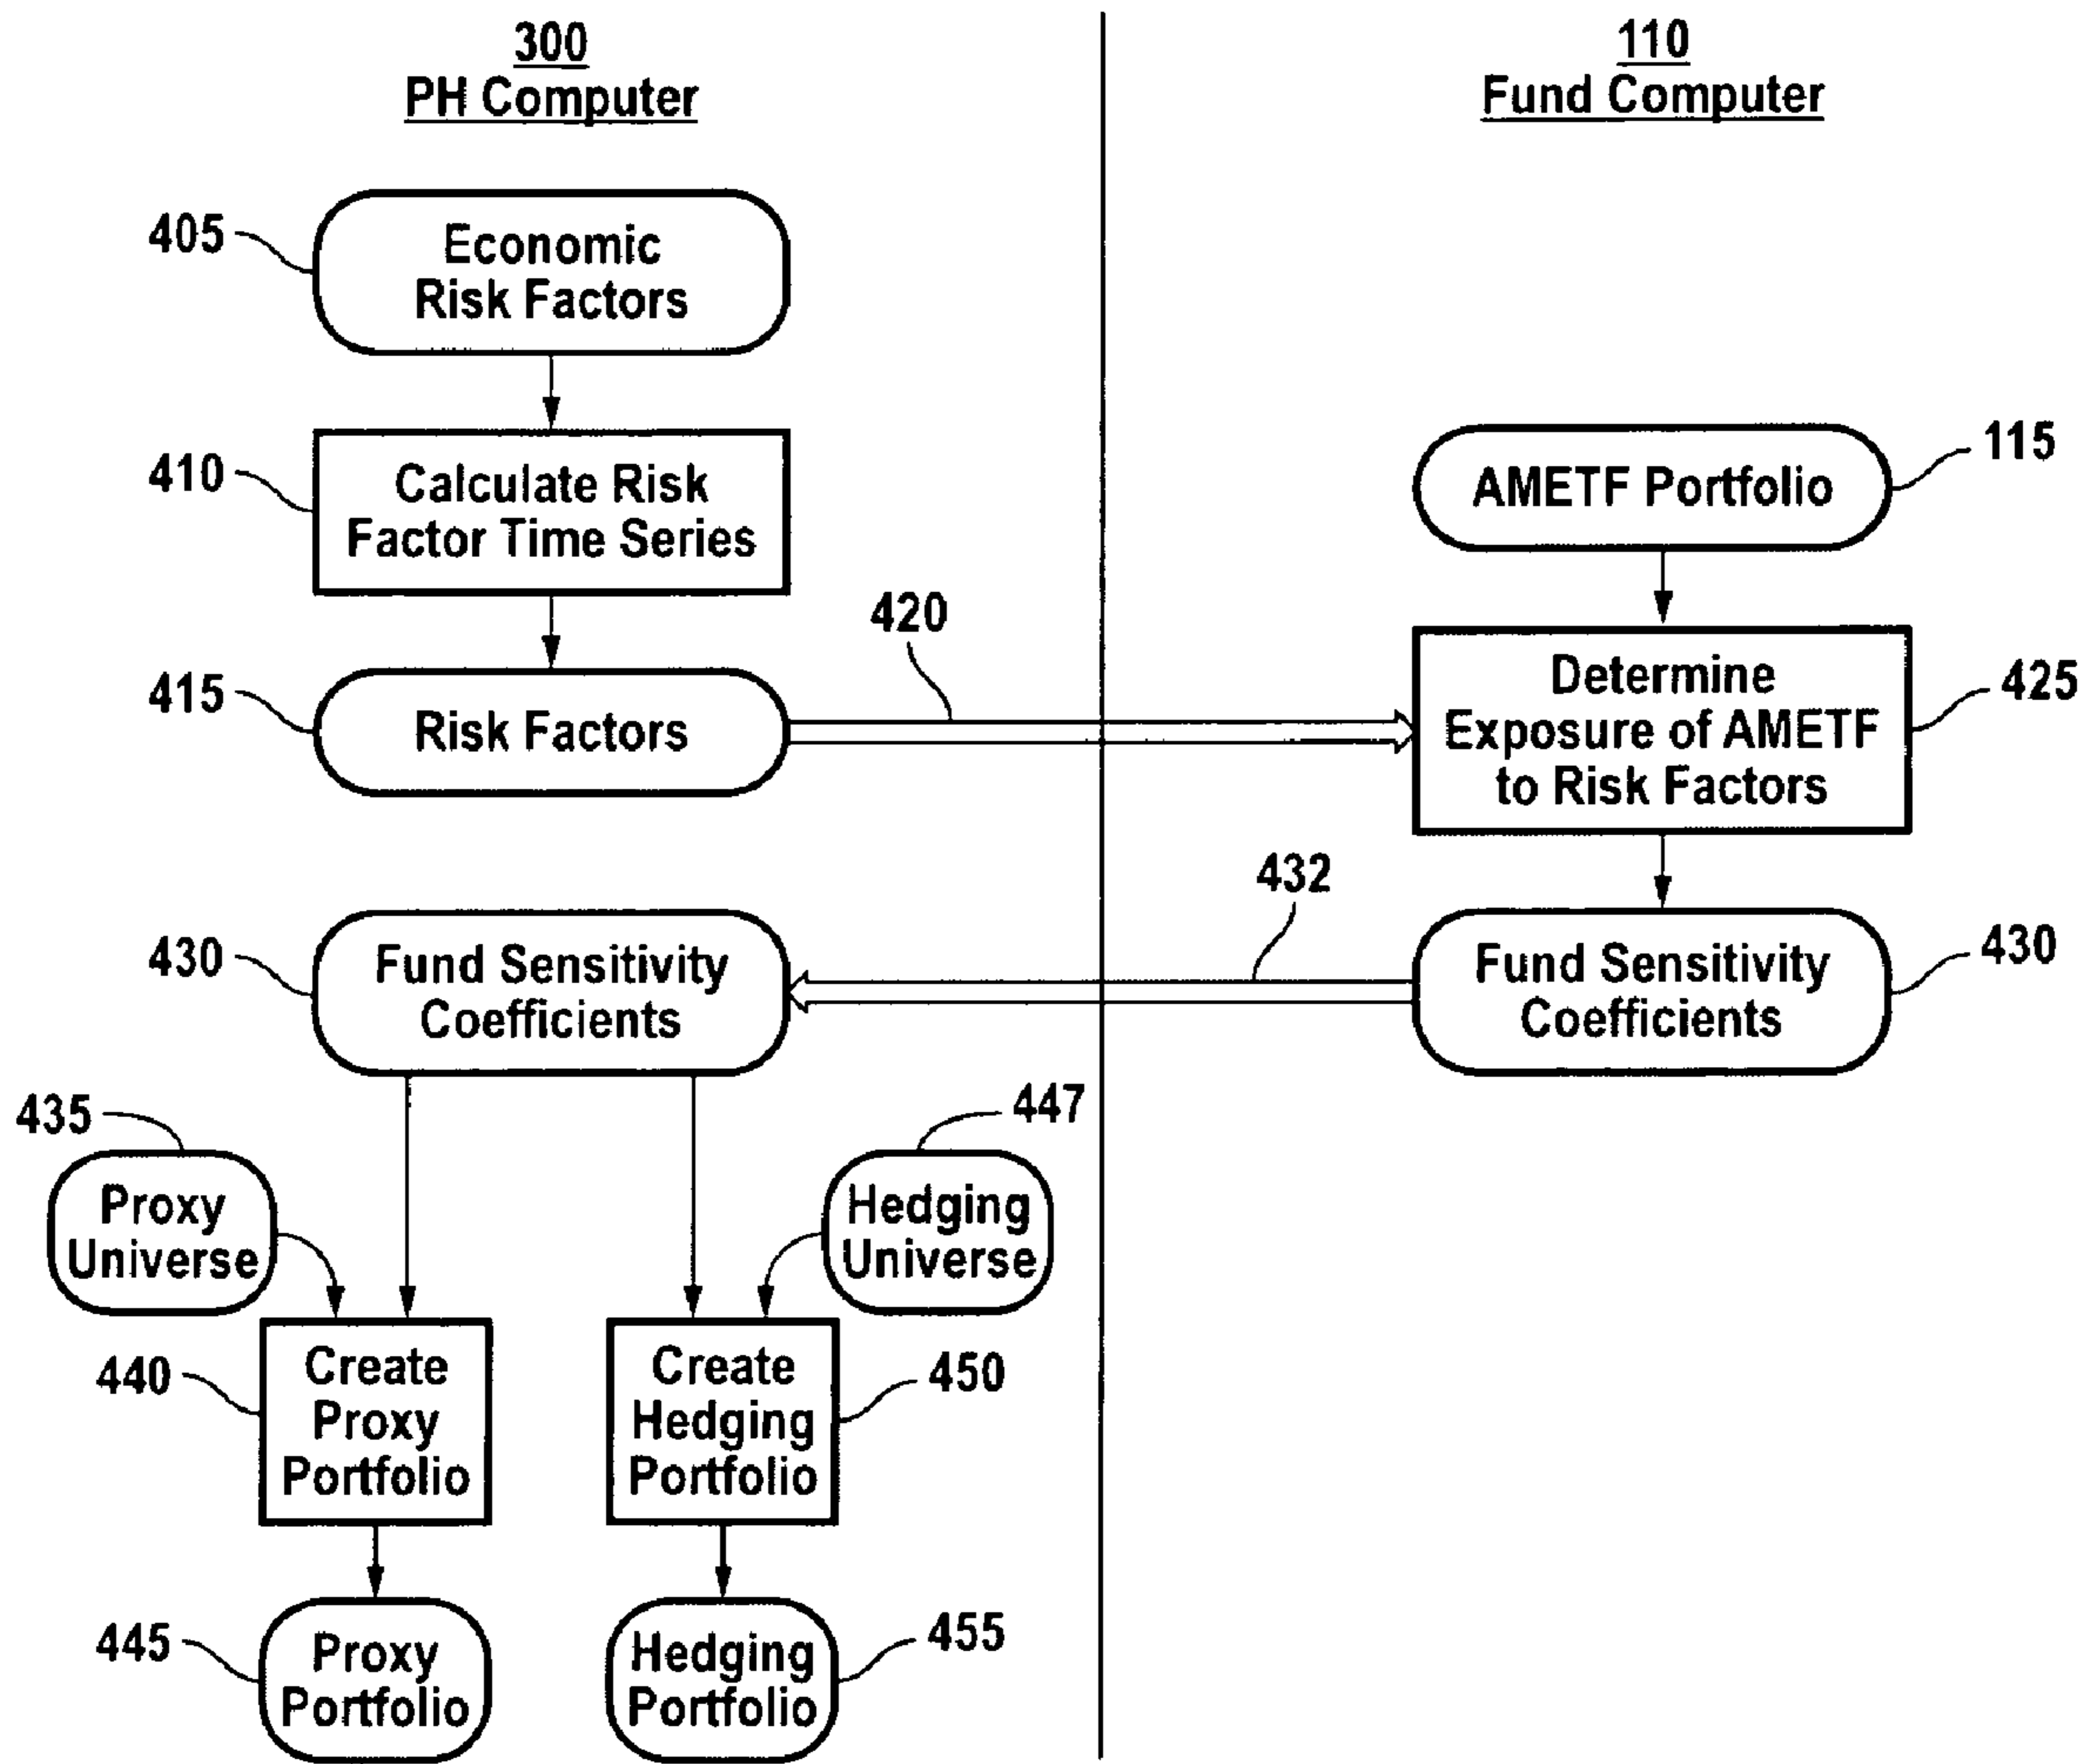 300
PH Computer
110
Fund Computer
405
Economic
Risk Factors
410
Calculate Risk
Factor Time Series
115
AMETF Portfolio
415
Risk Factors
420
Determine
Exposure of AMETF
to Risk Factors
425
430
Fund Sensitivity
Coefficients
432
Fund Sensitivity
Coefficients
430
435
Proxy
Universe
447
Hedging
Universe
440
Create
Proxy
Portfolio
Create
Hedging
Portfolio
450
445
Proxy
Portfolio
Hedging
Portfolio
455